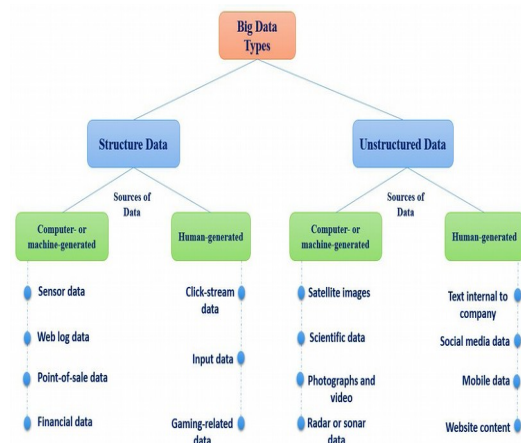 Big Data
Types
Structure Data
Unstructured Data
Sources of
Data
Sources of
Data
Computer- or
machine-generated
Human-generated
Computer- or
machine-generated
Human-generated
Sensor data
Web log data
Point-of-sale data
Financial data
Click-stream
data
Input data
Gaming-related
data
Satellite images
Scientific data
Photographs and
video
Radar or sonar
data
Text internal to
company
Social media data
Mobile data
Website content